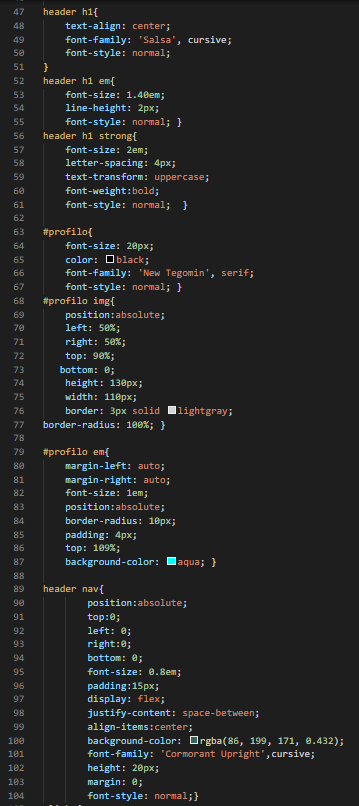 47 header h1{
48 text-align: center;
49 font-family: 'Salsa', cursive;
50 font-style: normal;
51 }
52 header h1 em{
53 font-size: 1.40em;
54 line-height: 2px;
55 font-style: normal; }
56 header h1 strong{
57 font-size: 2em;
58 letter-spacing: 4px;
59 text-transform: uppercase;
60 font-weight:bold;
61 font-style: normal;  }
62
63 #profilo{
64 font-size: 20px;
65 color: black;
66 font-family: 'New Tegomin', serif;
67 font-style: normal; }
68 #profilo img{
69 position:absolute;
70 left: 50%;
71 right: 50%;
72 top: 90%;
73 bottom: 0;
74 height: 130px;
75 width: 110px;
76 border: 3px solid lightgray;
77 border-radius: 100%; }
78
79 #profilo em{
80 margin-left: auto;
81 margin-right: auto;
82 font-size: 1em;
83 position:absolute;
84 border-radius: 10px;
85 padding: 4px;
86 top: 109%;
87 background-color: aqua; }
88
89 header nav{
90 position:absolute;
91 top:0;
92 left: 0;
93 right:0;
94 bottom: 0;
95 font-size: 0.8em;
96 padding:15px;
97 display: flex;
98 justify-content: space-between;
99 align-items:center;
100 background-color: rgba(86, 199, 171, 0.432);
101 font-family: 'Cormorant Upright',cursive;
102 height: 20px;
103 margin: 0;
104 font-style: normal;}